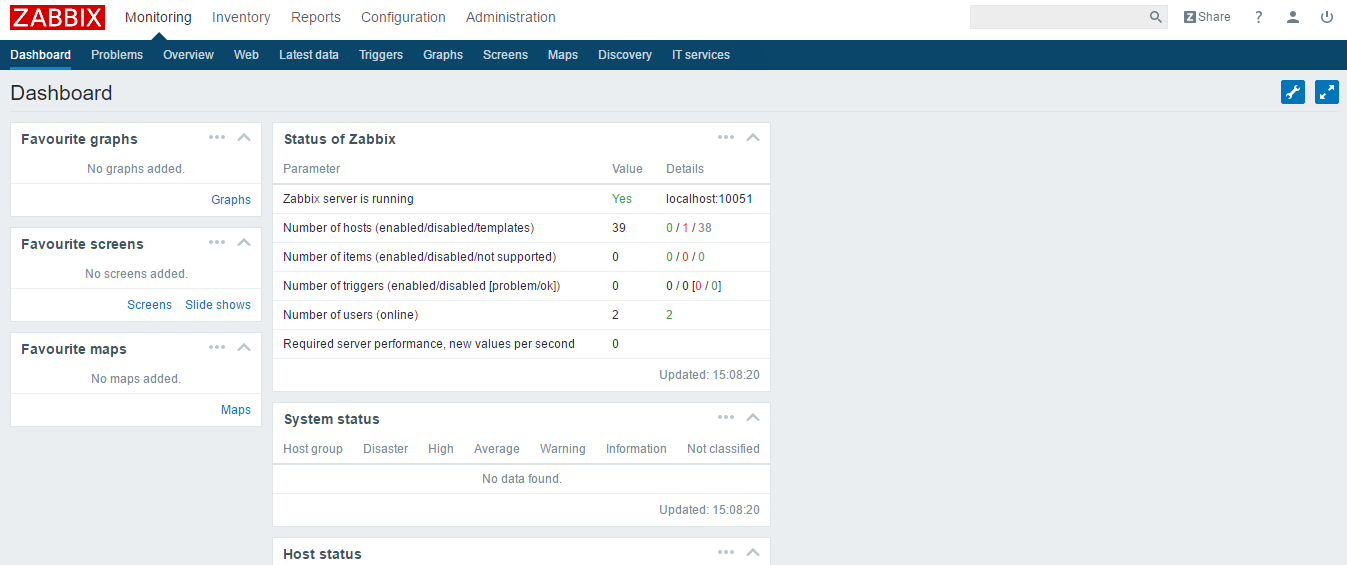 ZABBIX Monitoring Inventory Reports Configuration Administration Z Share ?
Dashboard Problems Overview Web Latest data Triggers Graphs Screens Maps Discovery IT services
Dashboard
Favourite graphs
No graphs added.
Graphs
Favourite screens
No screens added.
Screens Slide shows
Favourite maps
No maps added.
Maps
Status of Zabbix
Parameter Value Details
Zabbix server is running Yes localhost:10051
Number of hosts (enabled/disabled/templates) 39 0 / 1 / 38
Number of items (enabled/disabled/not supported) 0 0 / 0 / 0
Number of triggers (enabled/disabled [problem/ok]) 0 0 / 0 [0 / 0]
Number of users (online) 2 2
Required server performance, new values per second 0
Updated: 15:08:20
System status
Host group Disaster High Average Warning Information Not classified
No data found.
Updated: 15:08:20
Host status